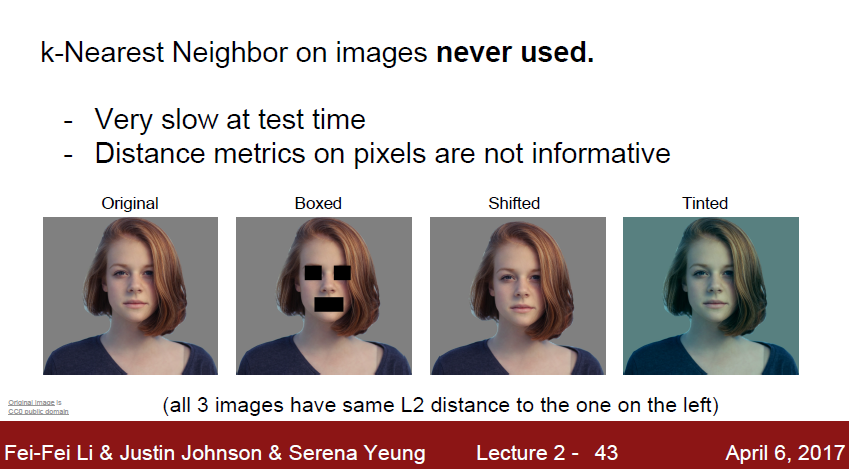 k-Nearest Neighbor on images never used.
- Very slow at test time
- Distance metrics on pixels are not informative
Original Boxed Shifted Tinted
Original image is
CC0 public domain
(all 3 images have same L2 distance to the one on the left)
Fei-Fei Li & Justin Johnson & Serena Yeung Lecture 2 - 43 April 6, 2017